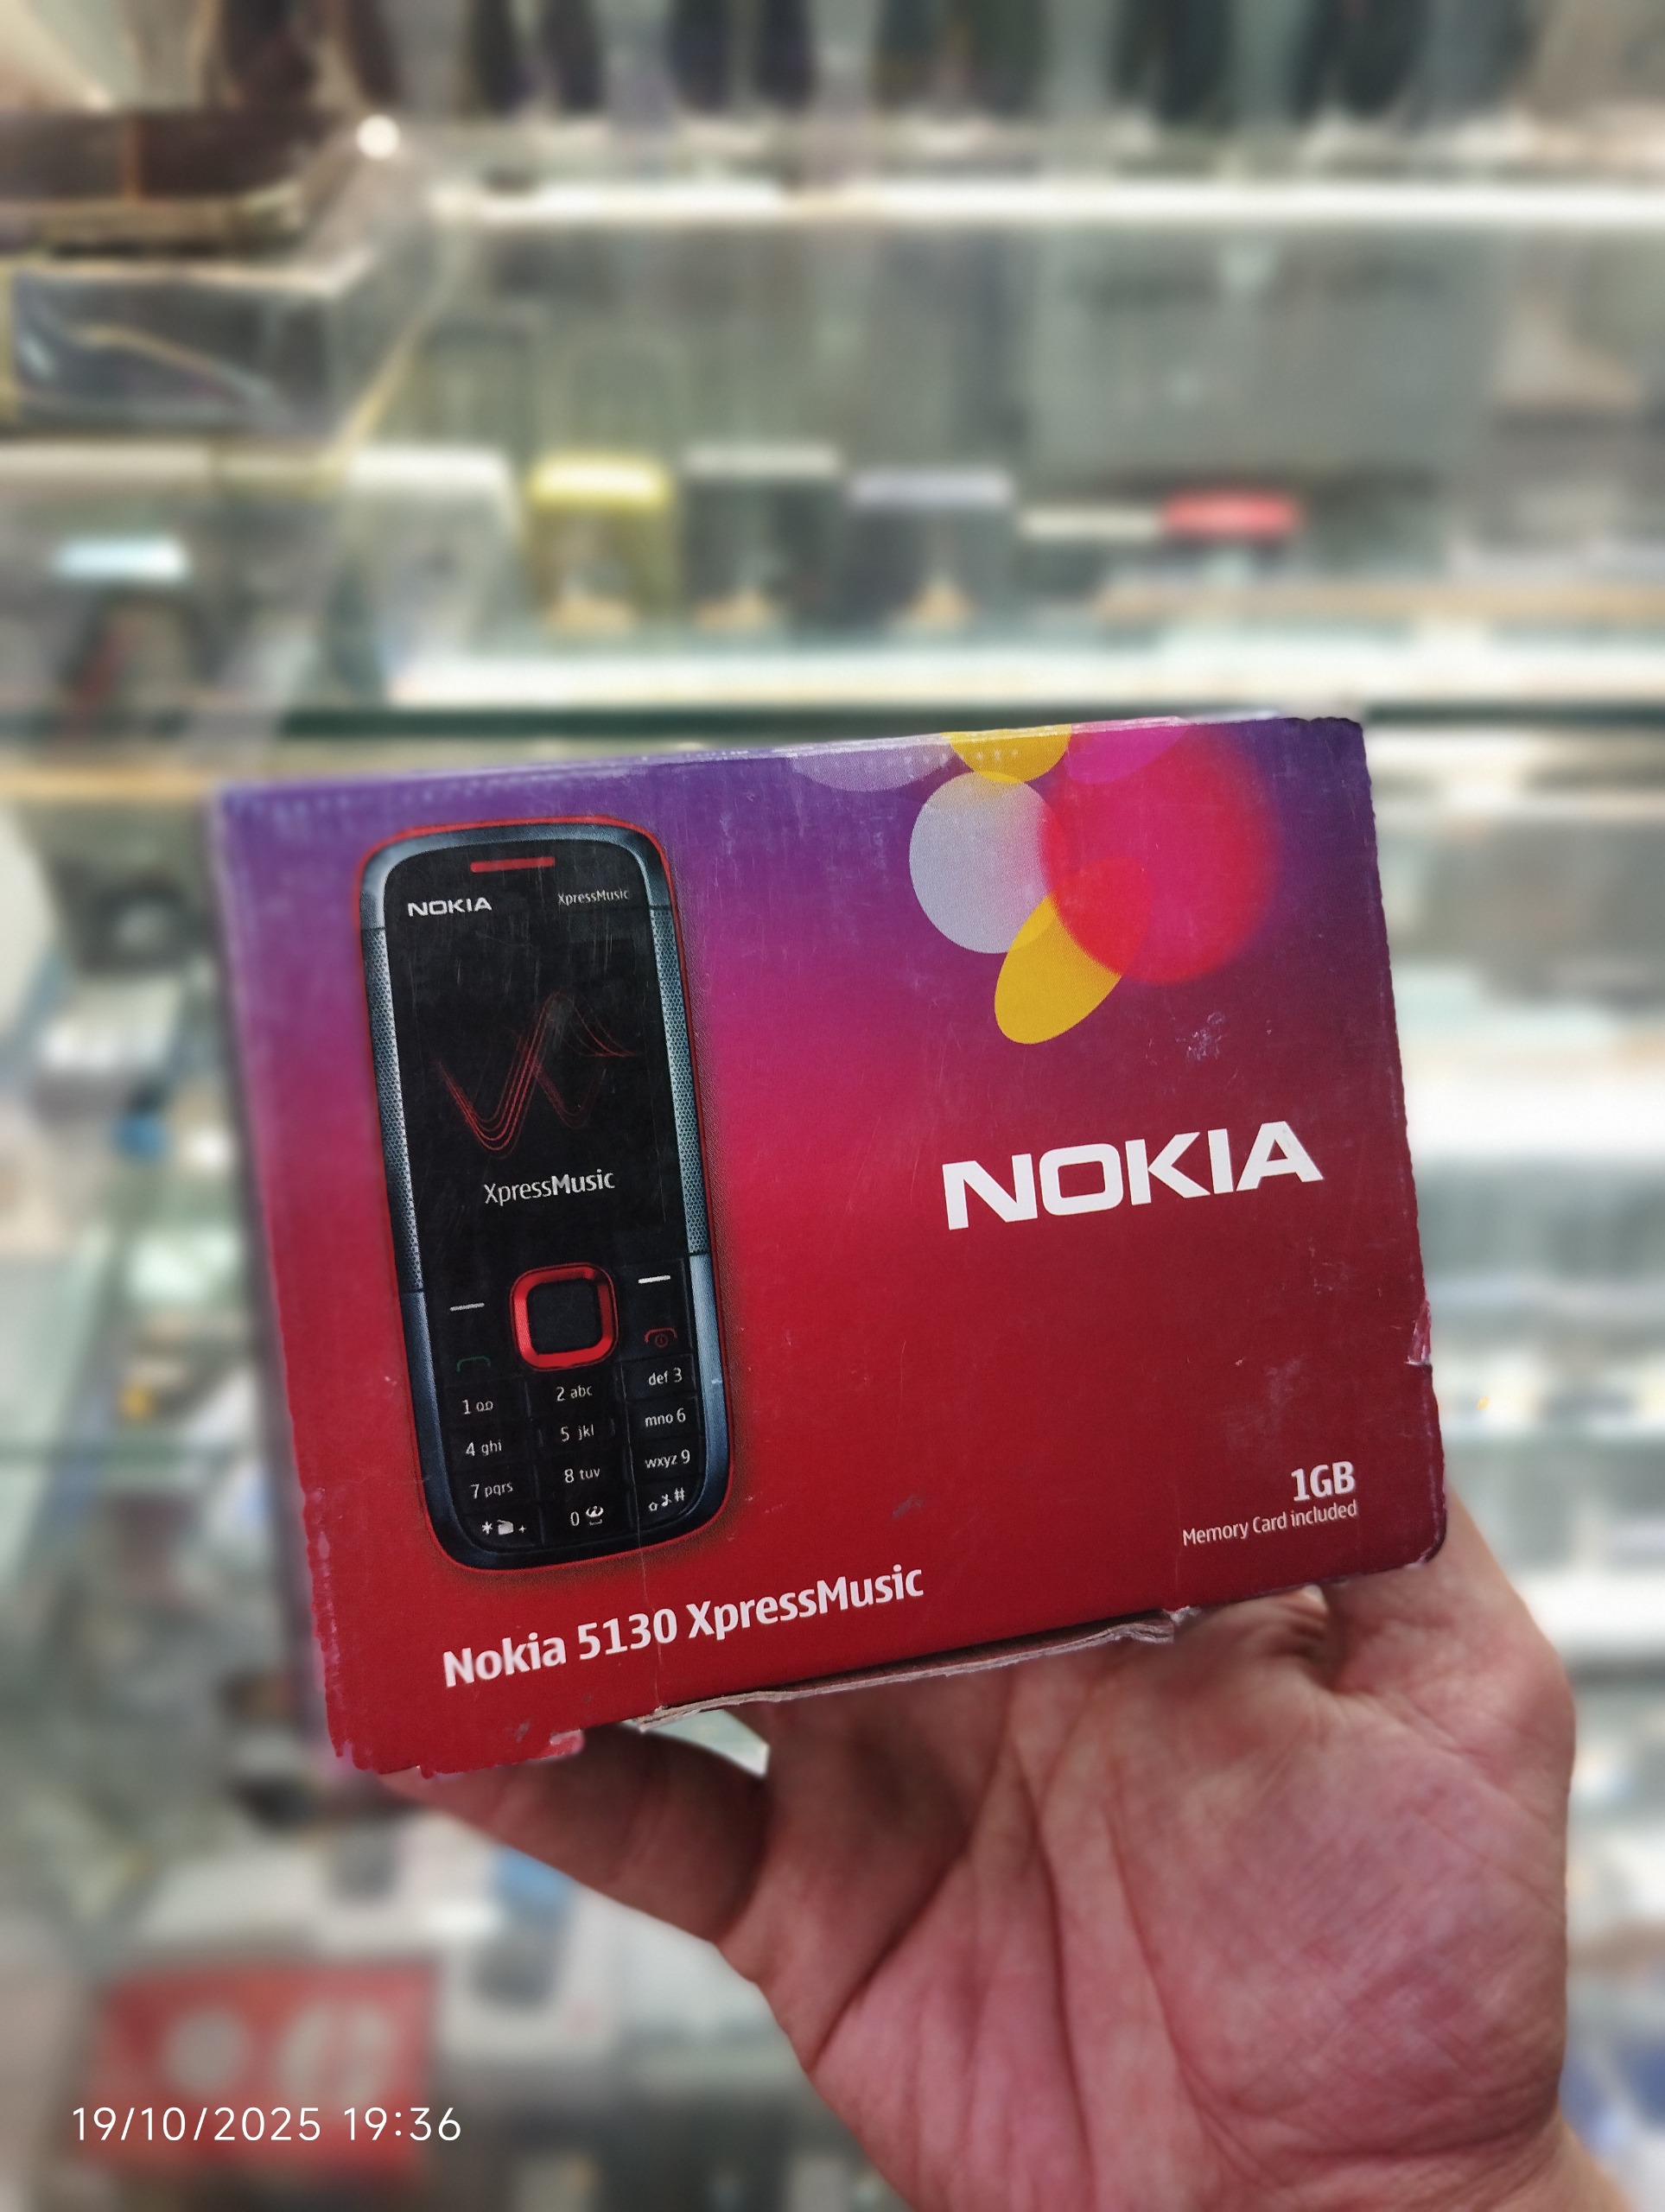 NOKIA
XpressMusic
XpressMusic
1
2 abc
def 3
4 ghi
5 jkl
mno 6
7 pqrs
8 tuv
wxyz 9
* +
0
#
NOKIA
1GB
Memory Card included
Nokia 5130 XpressMusic
19/10/2025 19:36